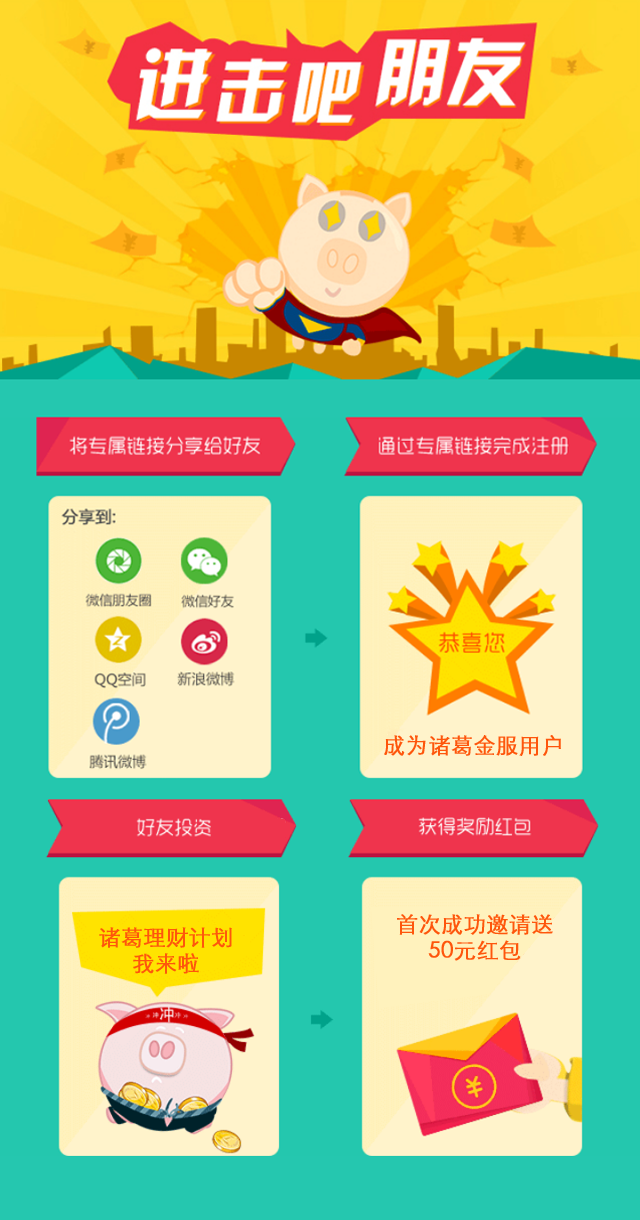 进击吧朋友
将专属链接分享给好友
通过专属链接完成注册
分享到:
微信朋友圈
微信好友
QQ空间
新浪微博
腾讯微博
恭喜您
成为诸葛金服用户
好友投资
获得奖励红包
诸葛理财计划
我来啦
冲
首次成功邀请送
50元红包
¥